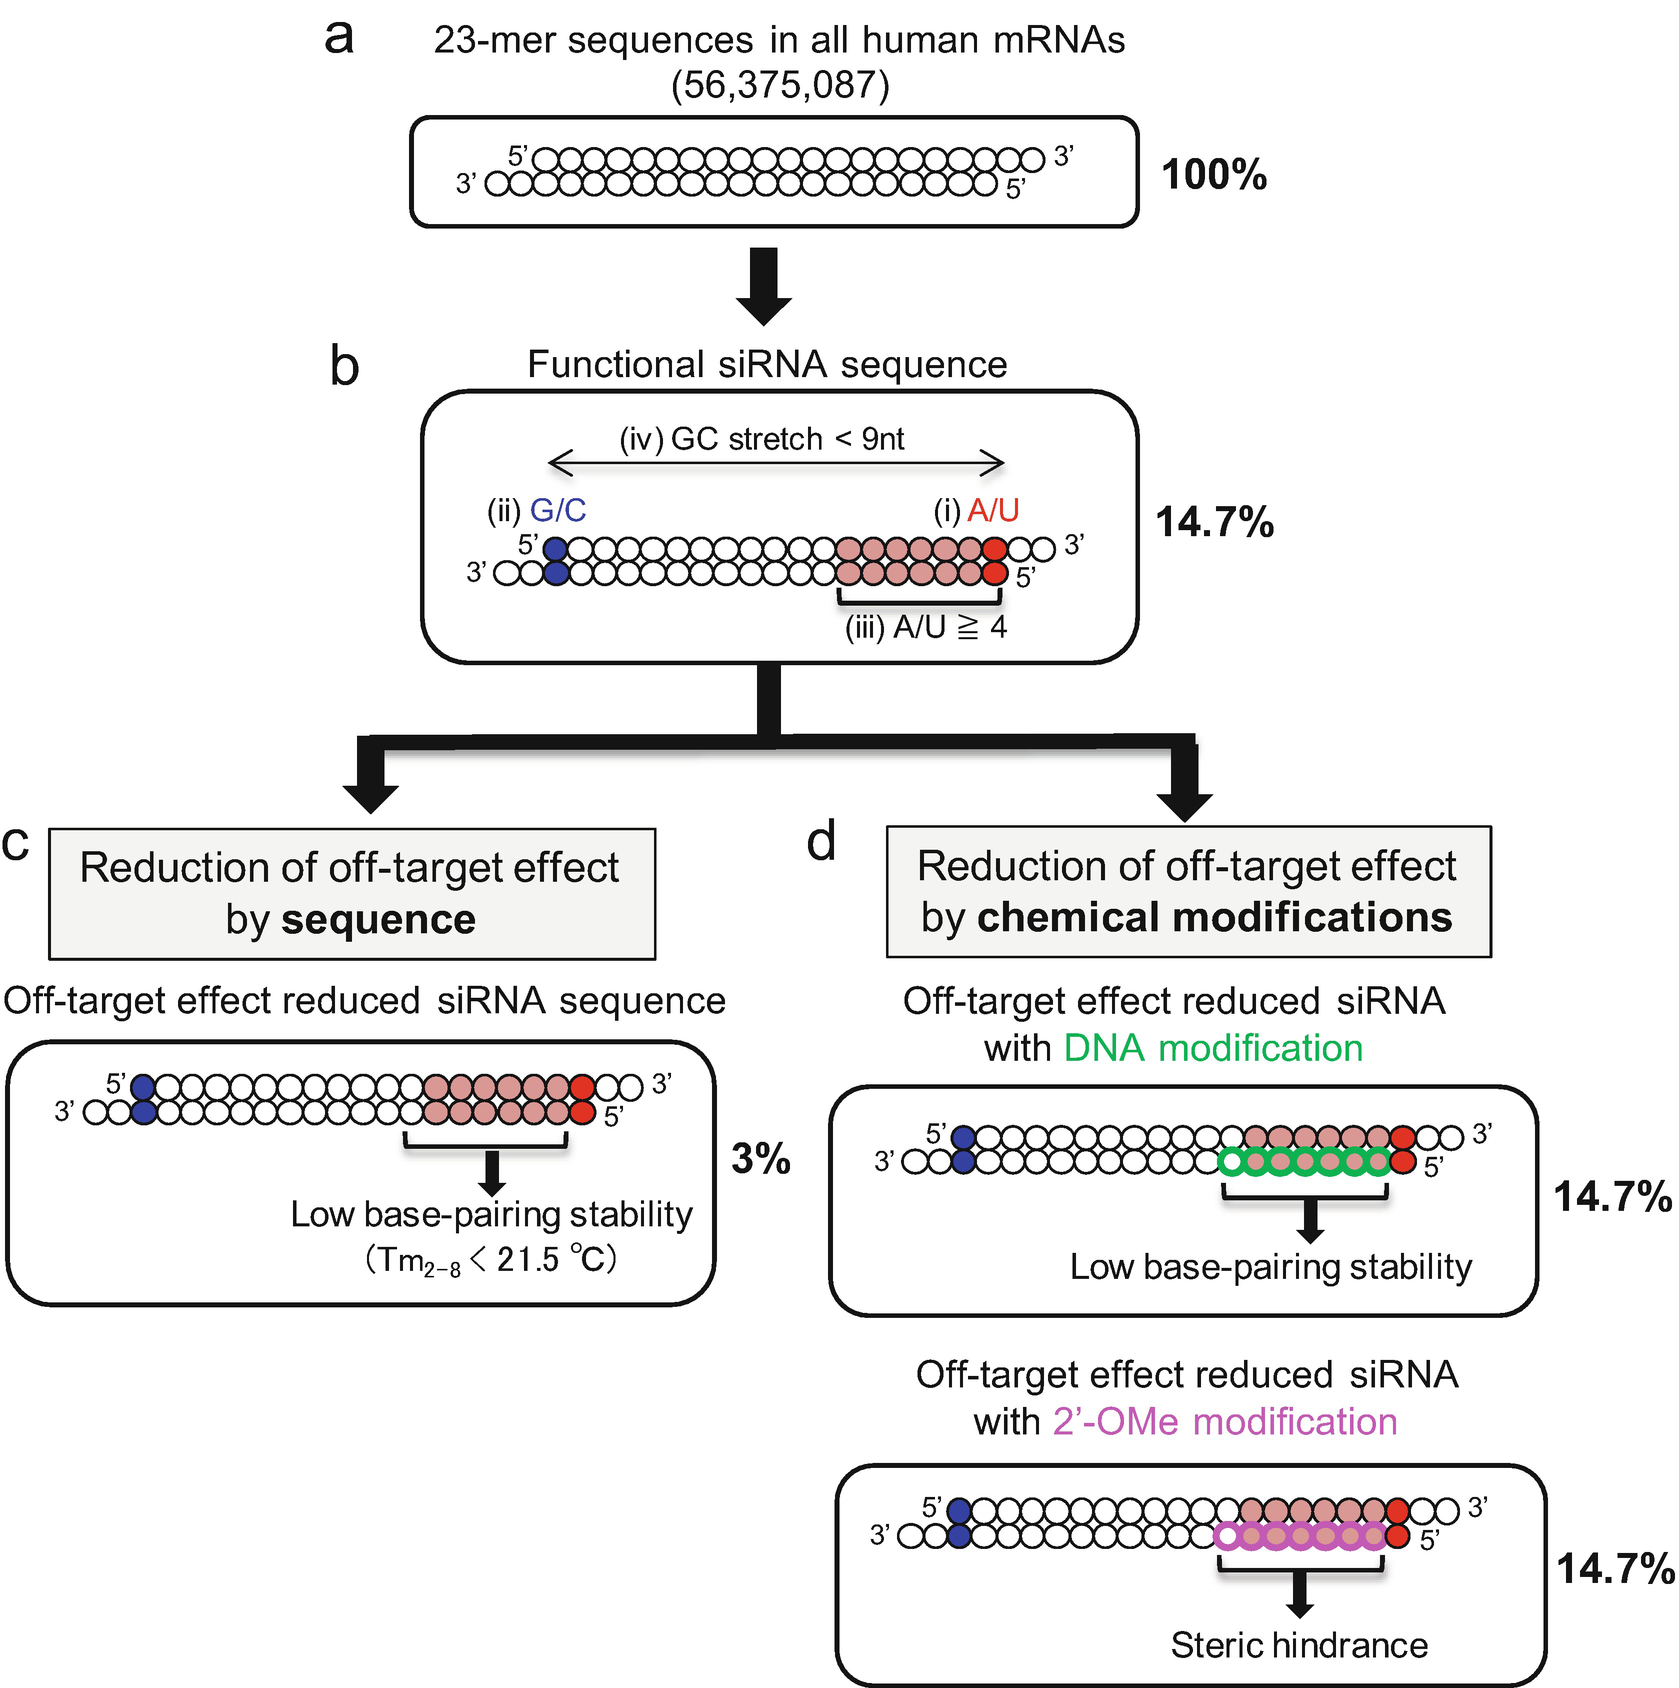 a
23-mer sequences in all human mRNAs
(56,375,087)
5’ 3’
3’ 5’
100%
b
Functional siRNA sequence
(iv) GC stretch < 9nt
(ii) G/C (i) A/U
5’ 3’
3’ 5’
(iii) A/U ≧ 4
14.7%
c
Reduction of off-target effect
by sequence
Off-target effect reduced siRNA sequence
5’ 3’
3’ 5’
Low base-pairing stability
(Tm2−8 < 21.5 ℃)
3%
d
Reduction of off-target effect
by chemical modifications
Off-target effect reduced siRNA
with DNA modification
5’ 3’
3’ 5’
Low base-pairing stability
14.7%
Off-target effect reduced siRNA
with 2’-OMe modification
5’ 3’
3’ 5’
Steric hindrance
14.7%